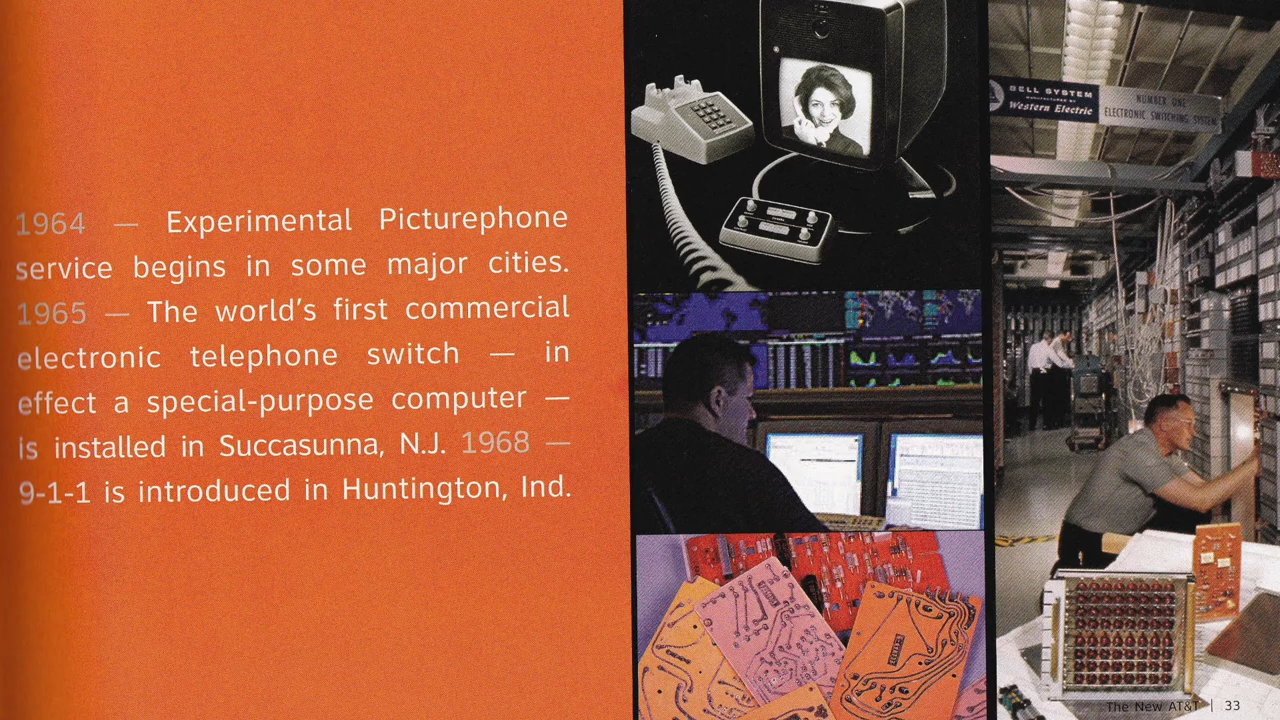 1964 — Experimental Picturephone
service begins in some major cities.
1965 — The world's first commercial
electronic telephone switch — in
effect a special-purpose computer —
is installed in Succasunna, N.J. 1968 —
9-1-1 is introduced in Huntington, Ind.
BELL SYSTEM
MANUFACTURED BY
Western Electric
NUMBER ONE
ELECTRONIC SWITCHING SYSTEM
The New AT&T | 33